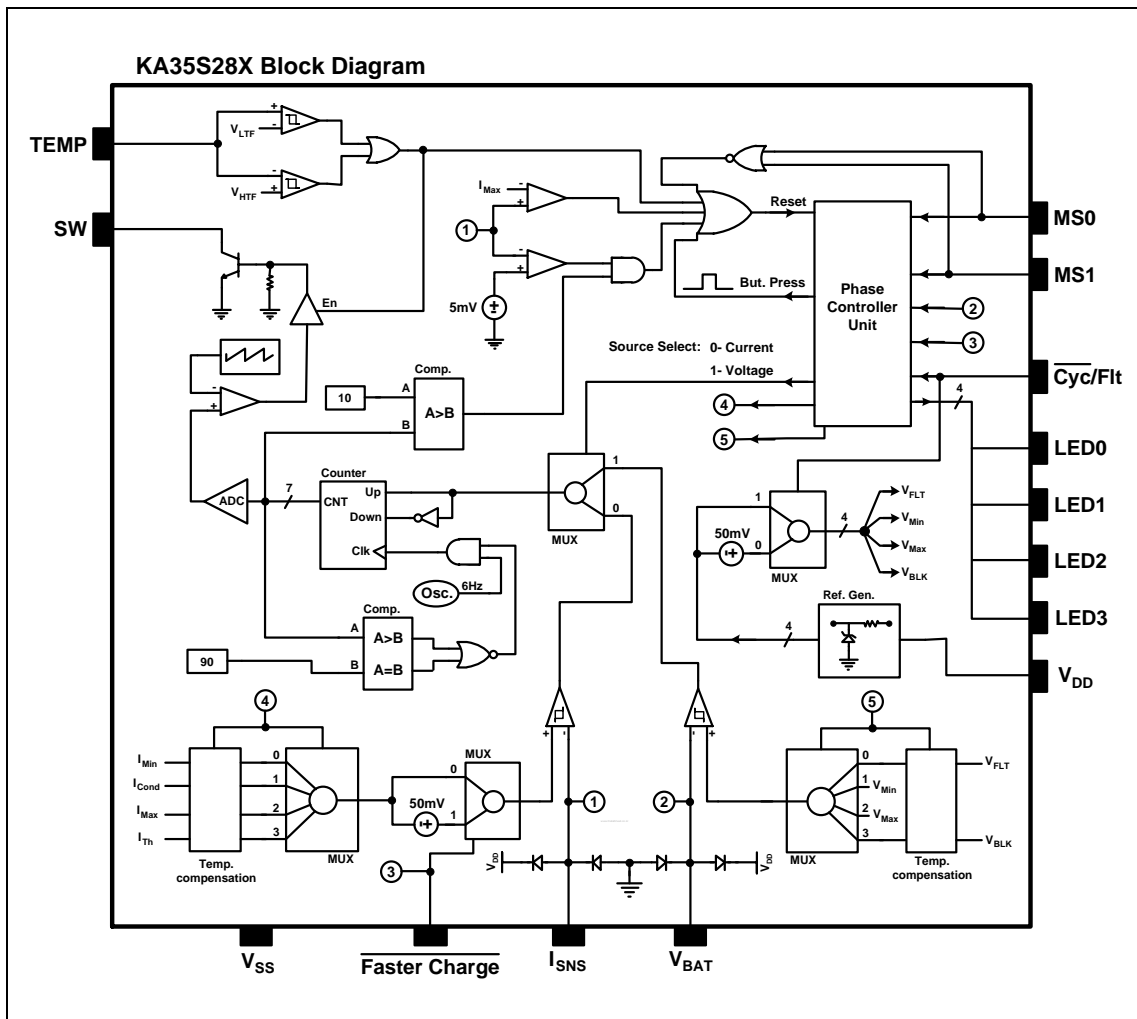 KA35S28X Block Diagram
TEMP
+
V_LTF -
-
V_HTF +
SW
En
I_Max -
+
1
-
+
5mV
Reset
But. Press
Phase
Controller
Unit
MS0
MS1
2
3
Source Select: 0- Current
1- Voltage
4
5
Cyc/Flt
4
LED0
LED1
LED2
LED3
V_DD
-
+
10
Comp.
A
B
A>B
ADC
7
Counter
CNT
Up
Down
Clk
Osc.
6Hz
MUX
1
0
1
0
50mV
- +
MUX
4
V_FLT
V_Min
V_Max
V_BLK
Ref. Gen.
4
Comp.
A
B
A>B
A=B
90
4
I_Min
I_Cond
I_Max
I_Th
0
1
2
3
Temp.
compensation
MUX
50mV
- +
0
1
MUX
3
+ -
- +
1
2
V_DD
V_DD
5
0
1 V_Min
2 V_Max
3
MUX
Temp.
compensation
V_FLT
V_BLK
V_SS
Faster Charge
I_SNS
V_BAT